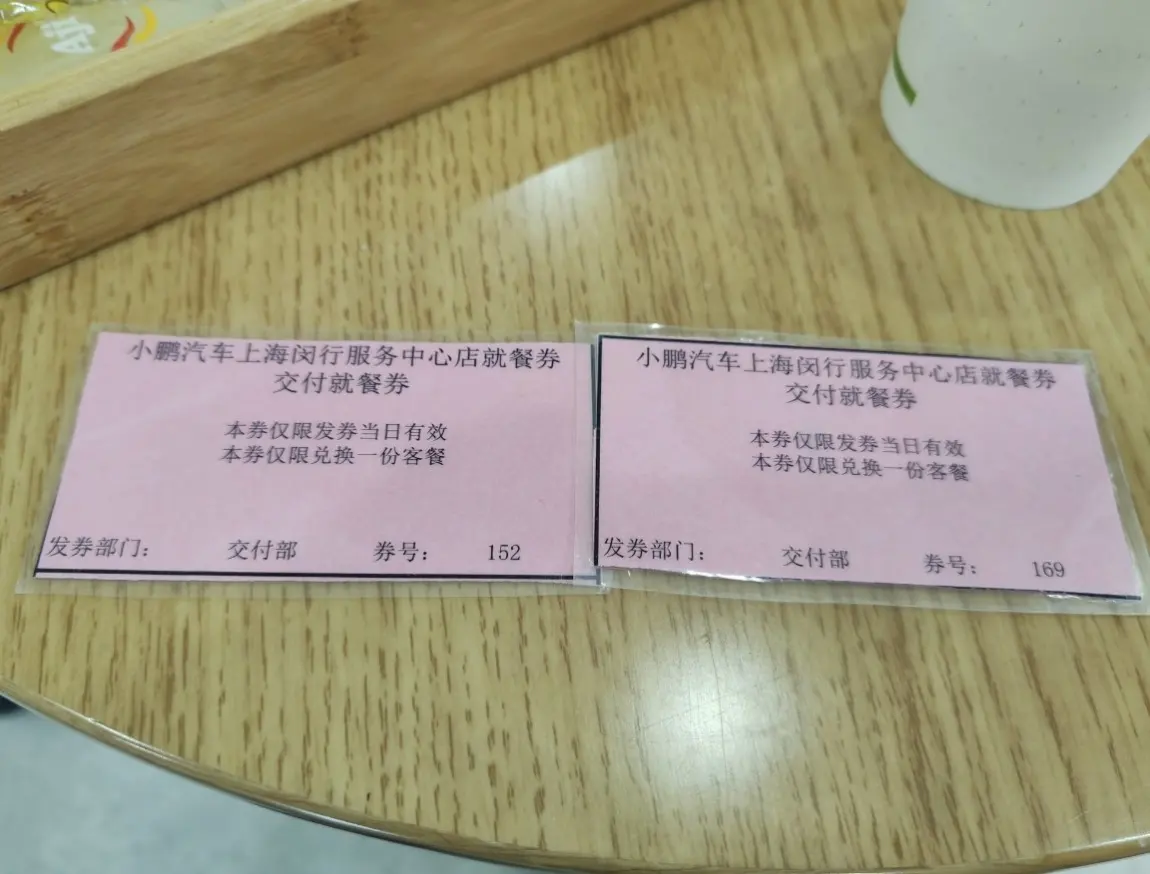 小鹏汽车上海闵行服务中心店就餐券
交付就餐券
本券仅限发券当日有效
本券仅限兑换一份客餐
发券部门： 交付部 券号： 152
小鹏汽车上海闵行服务中心店就餐券
交付就餐券
本券仅限发券当日有效
本券仅限兑换一份客餐
发券部门： 交付部 券号： 169